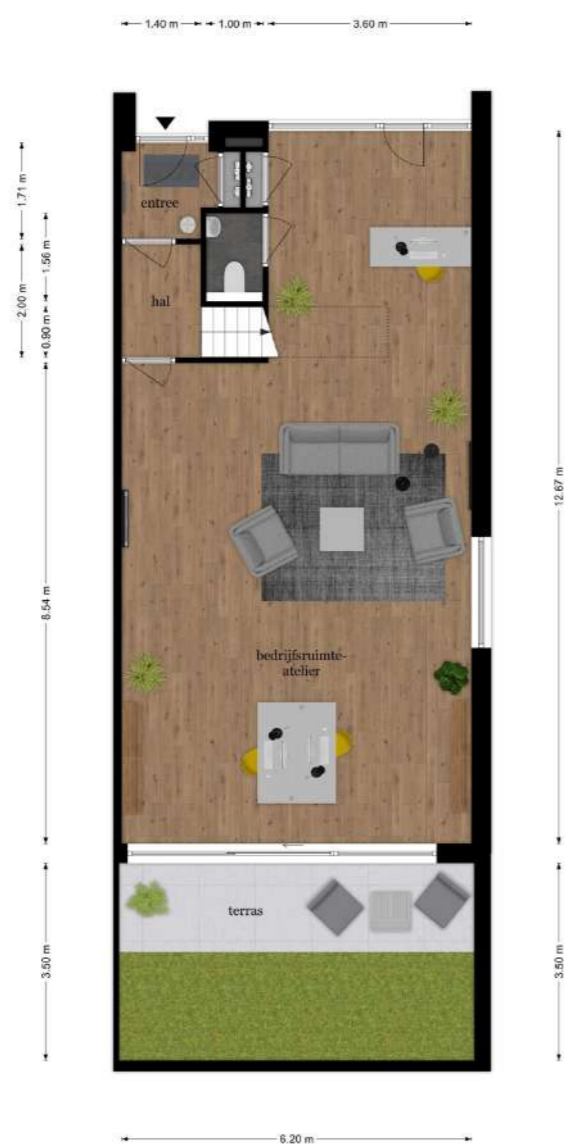 1.40 m
1.00 m
3.60 m
1.71 m
entree
1.56 m
2.00 m
hal
0.90 m
12.67 m
8.54 m
bedrijfsruimte-
atelier
terras
3.50 m
3.50 m
6.20 m